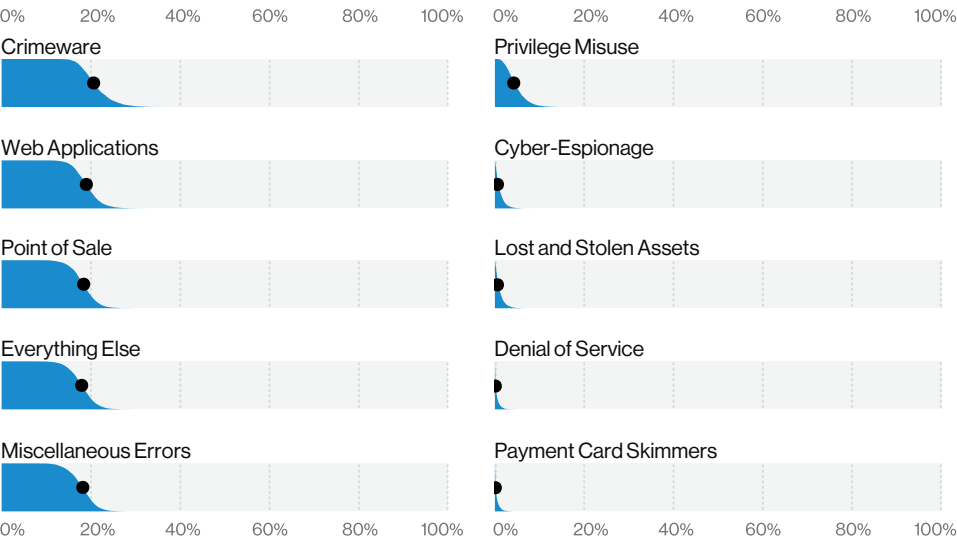 0% 20% 40% 60% 80% 100%
Crimeware
Web Applications
Point of Sale
Everything Else
Miscellaneous Errors
0% 20% 40% 60% 80% 100%
0% 20% 40% 60% 80% 100%
Privilege Misuse
Cyber-Espionage
Lost and Stolen Assets
Denial of Service
Payment Card Skimmers
0% 20% 40% 60% 80% 100%